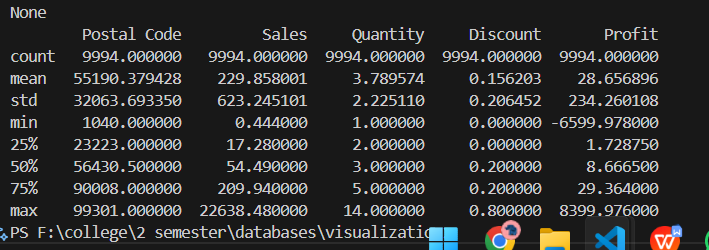 None
Postal Code Sales Quantity Discount Profit
count 9994.000000 9994.000000 9994.000000 9994.000000 9994.000000
mean 55190.379428 229.858001 3.789574 0.156203 28.656896
std 32063.693350 623.245101 2.225110 0.206452 234.260108
min 1040.000000 0.444000 1.000000 0.000000 -6599.978000
25% 23223.000000 17.280000 2.000000 0.000000 1.728750
50% 56430.500000 54.490000 3.000000 0.200000 8.666500
75% 90008.000000 209.940000 5.000000 0.200000 29.364000
max 99301.000000 22638.480000 14.000000 0.800000 8399.976000
PS F:\college\2 semester\databases\visualizatio